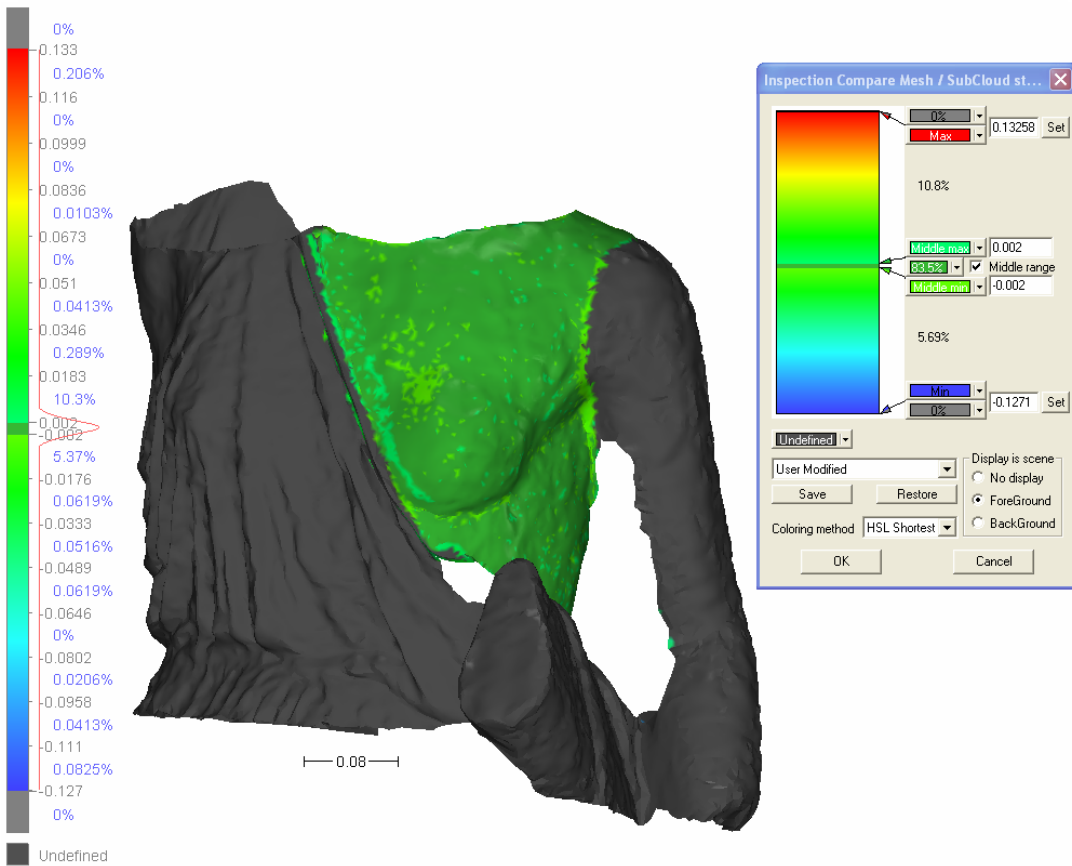 0%
0.133
0.206%
0.116
0%
0.0999
0%
0.0836
0.0103%
0.0673
0%
0.051
0.0413%
0.0346
0.289%
0.0183
10.3%
0.002
-0.002
5.37%
-0.0176
0.0619%
-0.0333
0.0516%
-0.0489
0.0619%
-0.0646
0%
-0.0802
0.0206%
-0.0958
0.0413%
-0.111
0.0825%
-0.127
0%
Undefined
0.08
Inspection Compare Mesh / SubCloud st...
0%
Max
0.13258
Set
10.8%
Middle max
0.002
83.5%
Middle range
Middle min
-0.002
5.69%
Min
0%
-0.1271
Set
Undefined
User Modified
Save
Restore
Coloring method
HSL Shortest
Display is scene
No display
ForeGround
BackGround
OK
Cancel